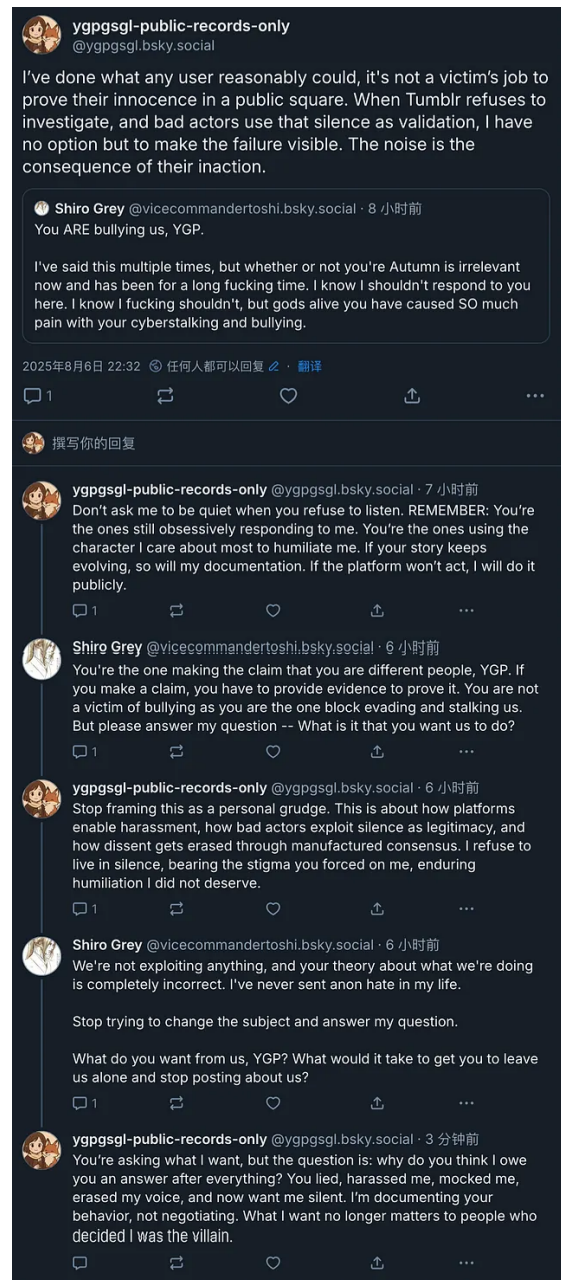 ygpgsgl-public-records-only
@ygpgsgl.bsky.social
I've done what any user reasonably could, it's not a victim's job to
prove their innocence in a public square. When Tumblr refuses to
investigate, and bad actors use that silence as validation, I have
no option but to make the failure visible. The noise is the
consequence of their inaction.
Shiro Grey @vicecommandertoshi.bsky.social · 8 小时前
You ARE bullying us, YGP.
I've said this multiple times, but whether or not you're Autumn is irrelevant
now and has been for a long fucking time. I know I shouldn't respond to you
here. I know I fucking shouldn't, but gods alive you have caused SO much
pain with your cyberstalking and bullying.
2025年8月6日 22:32 任何人都可以回复 · 翻译
1
撰写你的回复
ygpgsgl-public-records-only @ygpgsgl.bsky.social · 7 小时前
Don't ask me to be quiet when you refuse to listen. REMEMBER: You're
the ones still obsessively responding to me. You're the ones using the
character I care about most to humiliate me. If your story keeps
evolving, so will my documentation. If the platform won't act, I will do it
publicly.
1
Shiro Grey @vicecommandertoshi.bsky.social · 6 小时前
You're the one making the claim that you are different people, YGP. If
you make a claim, you have to provide evidence to prove it. You are not
a victim of bullying as you are the one block evading and stalking us.
But please answer my question -- What is it that you want us to do?
1
ygpgsgl-public-records-only @ygpgsgl.bsky.social · 6 小时前
Stop framing this as a personal grudge. This is about how platforms
enable harassment, how bad actors exploit silence as legitimacy, and
how dissent gets erased through manufactured consensus. I refuse to
live in silence, bearing the stigma you forced on me, enduring
humiliation I did not deserve.
1
Shiro Grey @vicecommandertoshi.bsky.social · 6 小时前
We're not exploiting anything, and your theory about what we're doing
is completely incorrect. I've never sent anon hate in my life.
Stop trying to change the subject and answer my question.
What do you want from us, YGP? What would it take to get you to leave
us alone and stop posting about us?
1
ygpgsgl-public-records-only @ygpgsgl.bsky.social · 3 分钟前
You're asking what I want, but the question is: why do you think I owe
you an answer after everything? You lied, harassed me, mocked me,
erased my voice, and now want me silent. I'm documenting your
behavior, not negotiating. What I want no longer matters to people who
decided I was the villain.